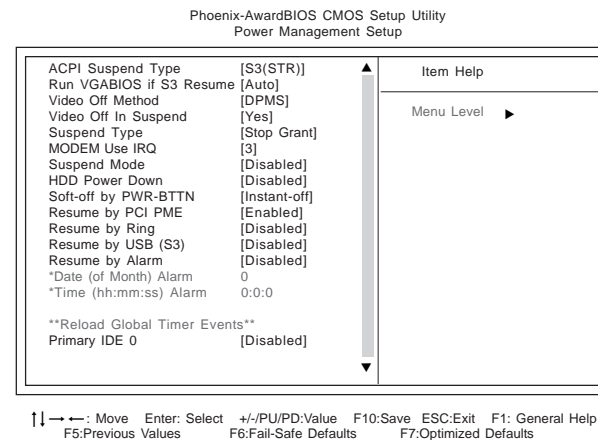 Phoenix-AwardBIOS CMOS Setup Utility
Power Management Setup
ACPI Suspend Type [S3(STR)]
Run VGABIOS if S3 Resume [Auto]
Video Off Method [DPMS]
Video Off In Suspend [Yes]
Suspend Type [Stop Grant]
MODEM Use IRQ [3]
Suspend Mode [Disabled]
HDD Power Down [Disabled]
Soft-off by PWR-BTTN [Instant-off]
Resume by PCI PME [Enabled]
Resume by Ring [Disabled]
Resume by USB (S3) [Disabled]
Resume by Alarm [Disabled]
*Date (of Month) Alarm 0
*Time (hh:mm:ss) Alarm 0:0:0
**Reload Global Timer Events**
Primary IDE 0 [Disabled]
Item Help
Menu Level ▶
↑↓→←: Move Enter: Select +/-/PU/PD:Value F10:Save ESC:Exit F1: General Help
F5:Previous Values F6:Fail-Safe Defaults F7:Optimized Defaults